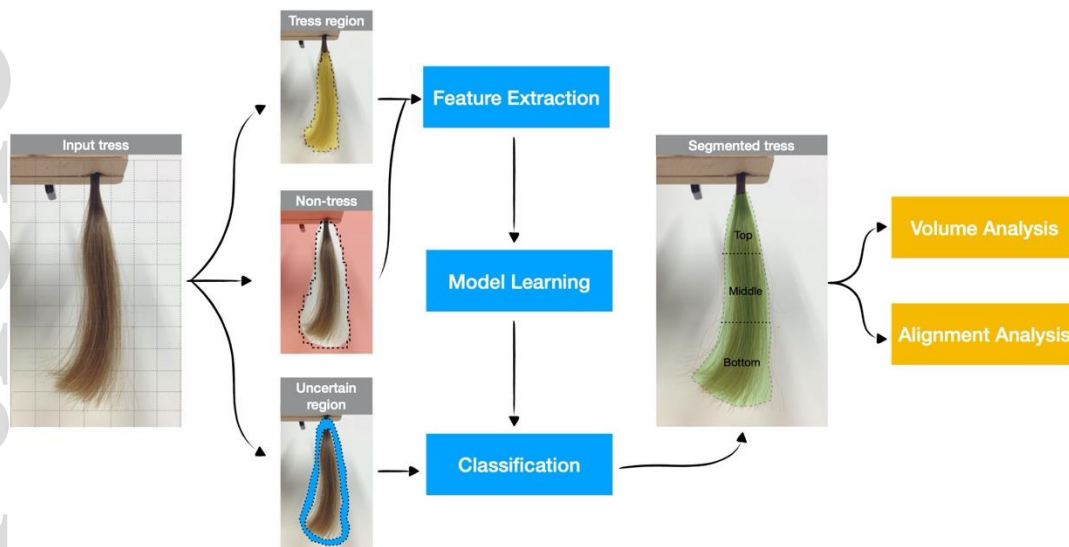 Input tress
Tress region
Non-tress
Uncertain
region
Feature Extraction
Model Learning
Classification
Segmented tress
Top
Middle
Bottom
Volume Analysis
Alignment Analysis